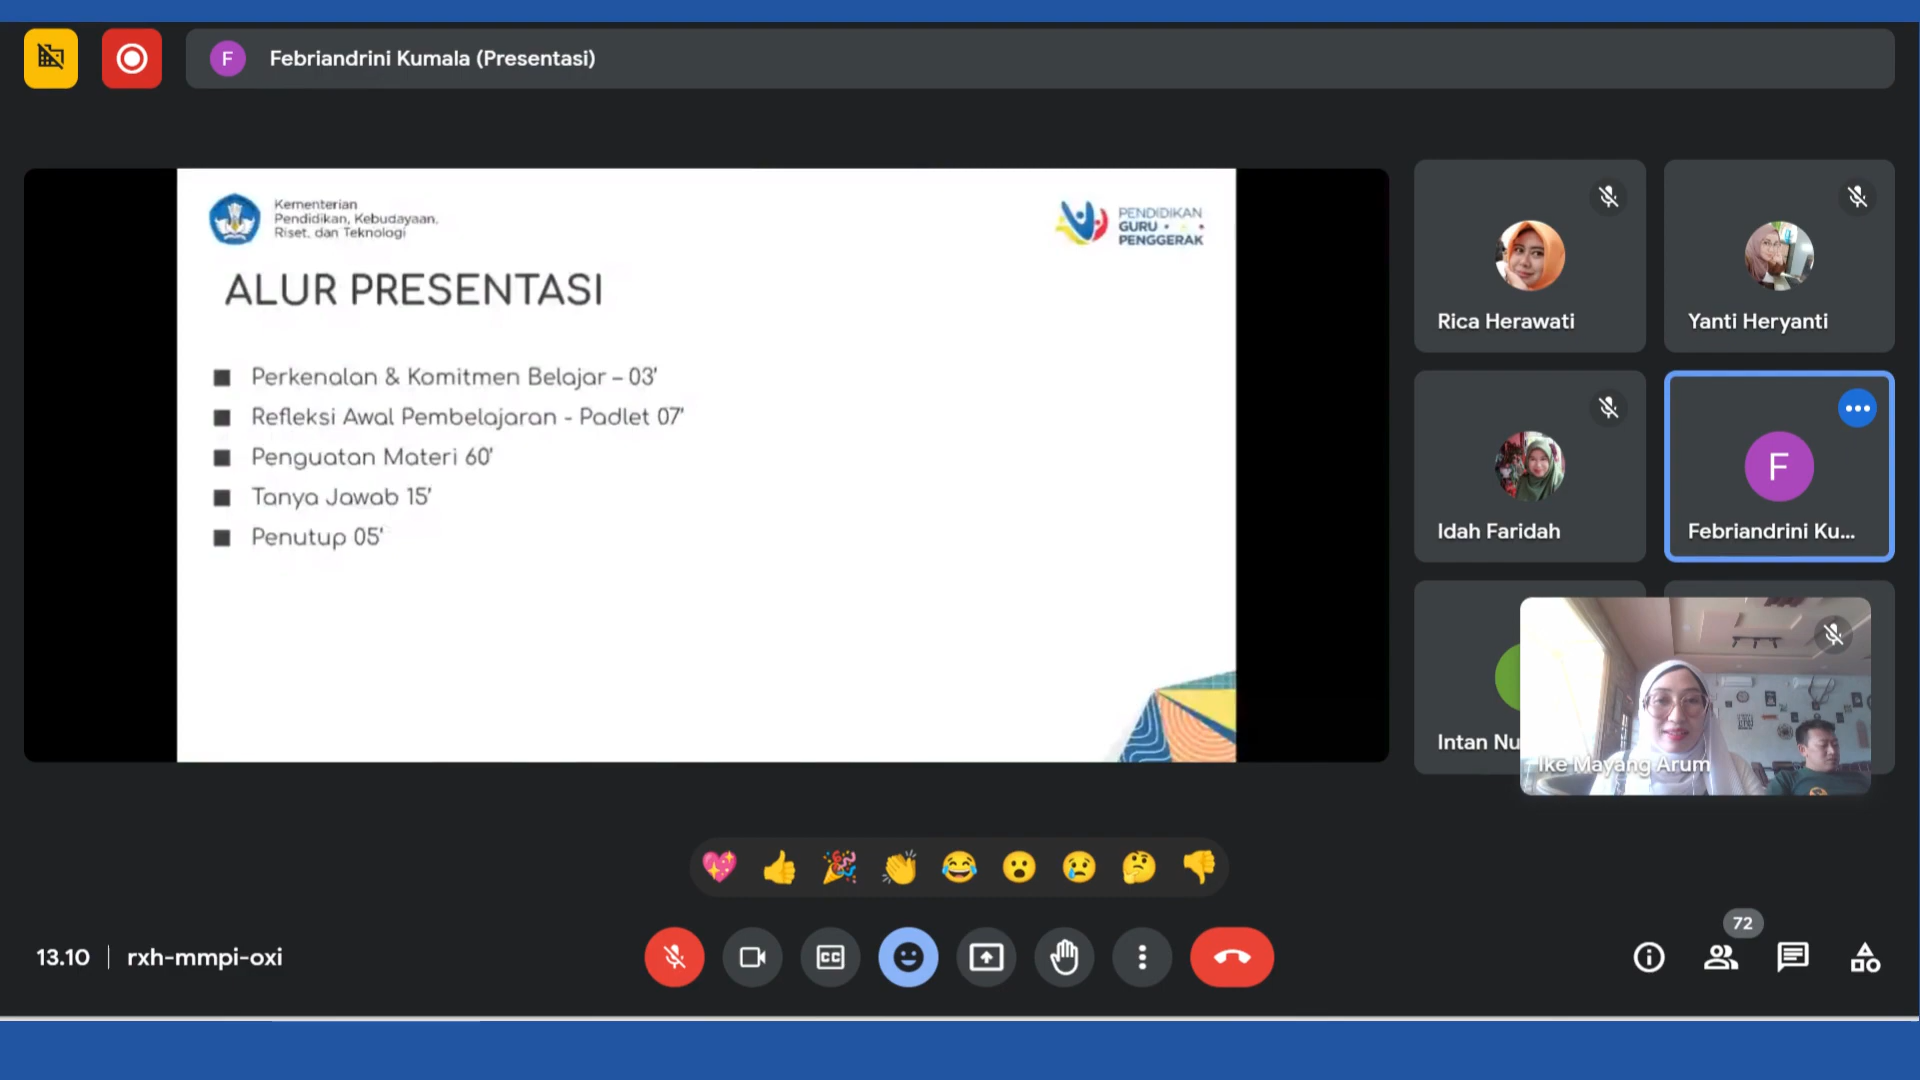 F Febriandrini Kumala (Presentasi)
Kementerian
Pendidikan, Kebudayaan,
Riset, dan Teknologi
PENDIDIKAN
GURU
PENGGERAK
ALUR PRESENTASI
Perkenalan & Komitmen Belajar – 03'
Refleksi Awal Pembelajaran - Padlet 07'
Penguatan Materi 60'
Tanya Jawab 15'
Penutup 05'
Rica Herawati
Yanti Heryanti
Idah Faridah
F
Febriandrini Ku...
Intan Nu
Ike Mayang Arum
CC
72
13.10 | rxh-mmpi-oxi